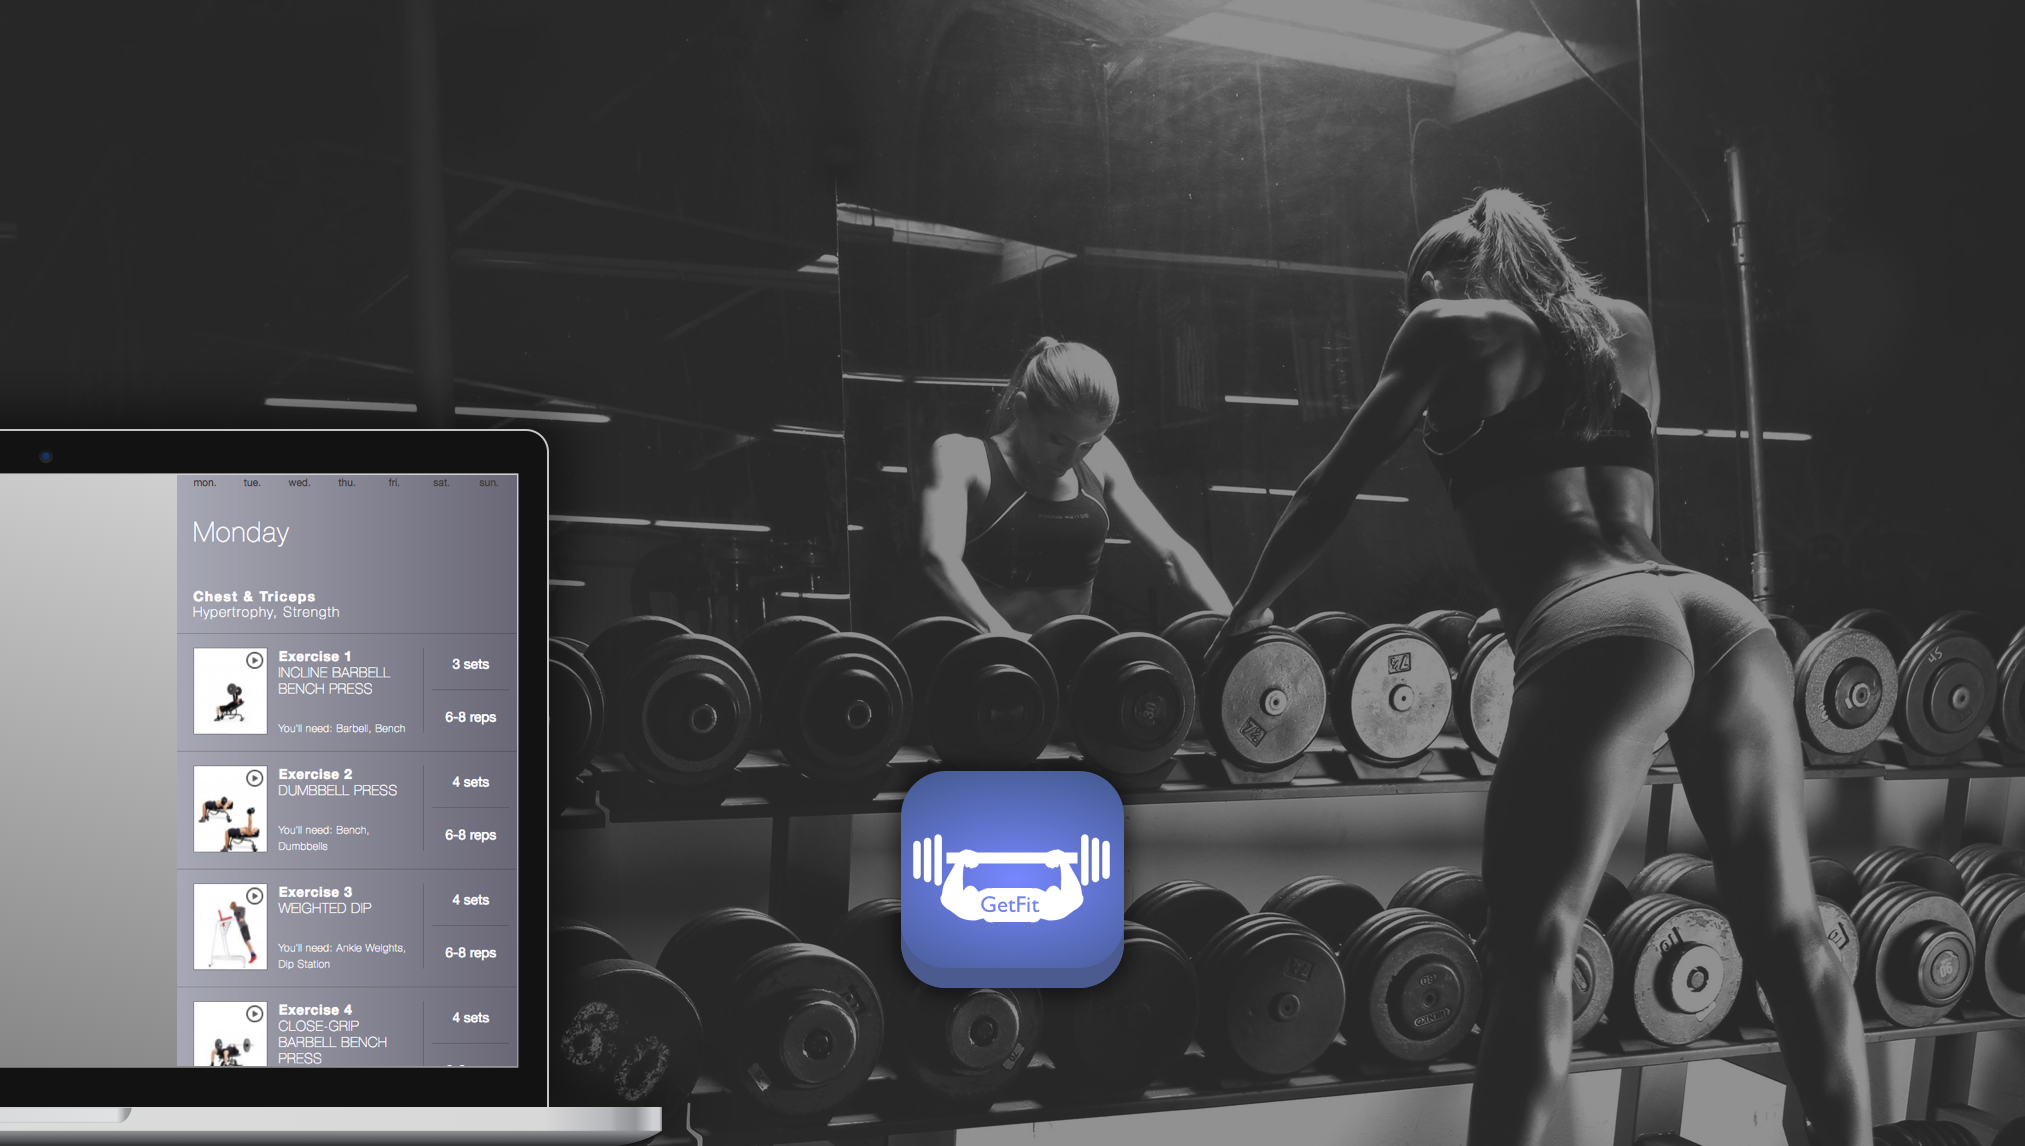 mon. tue. wed. thu. fri. sat. sun.
Monday
Chest & Triceps
Hypertrophy, Strength
Exercise 1
INCLINE BARBELL
BENCH PRESS
You'll need: Barbell, Bench
3 sets
6-8 reps
Exercise 2
DUMBBELL PRESS
You'll need: Bench,
Dumbbells
4 sets
6-8 reps
Exercise 3
WEIGHTED DIP
You'll need: Ankle Weights,
Dip Station
4 sets
6-8 reps
Exercise 4
CLOSE-GRIP
BARBELL BENCH
PRESS
4 sets
GetFit
45